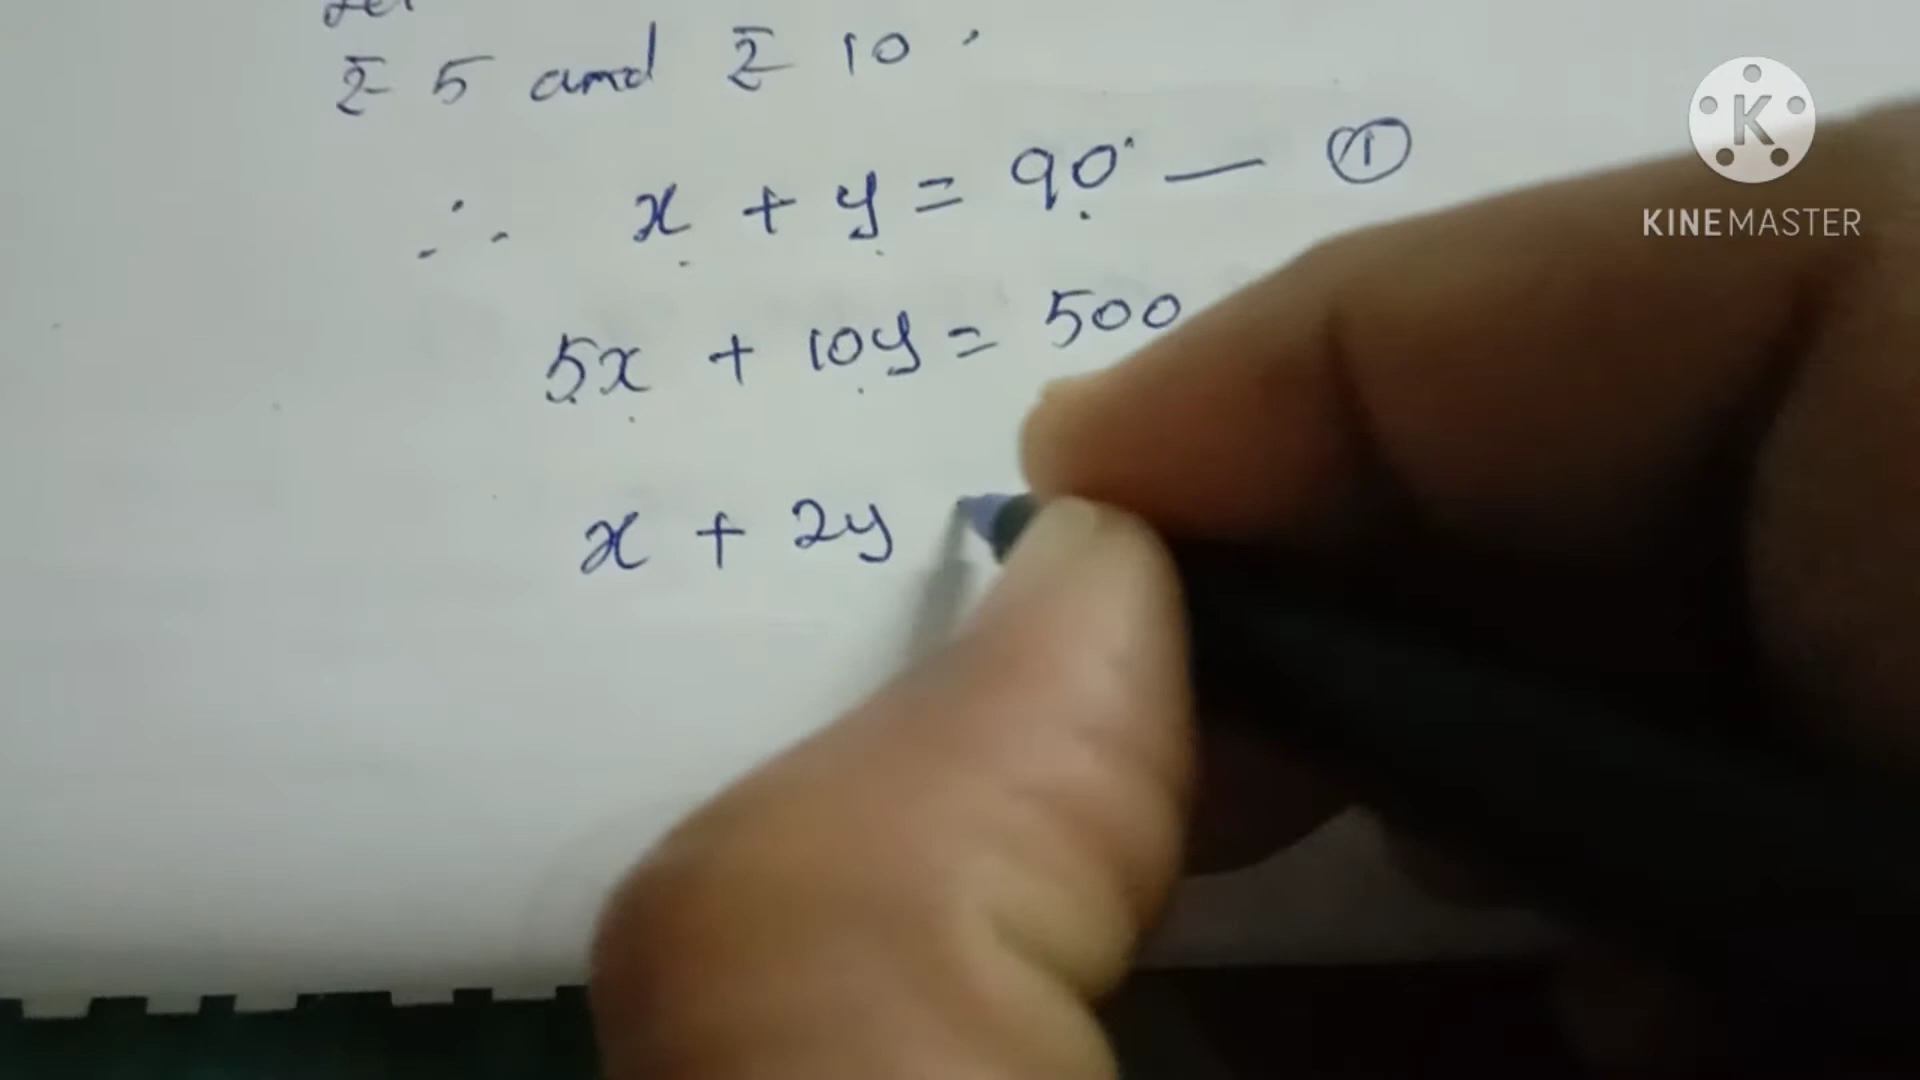 ₹ 5 and ₹ 10.
∴ x + y = 90 — ①
5x + 10y = 500
x + 2y
K
KINEMASTER